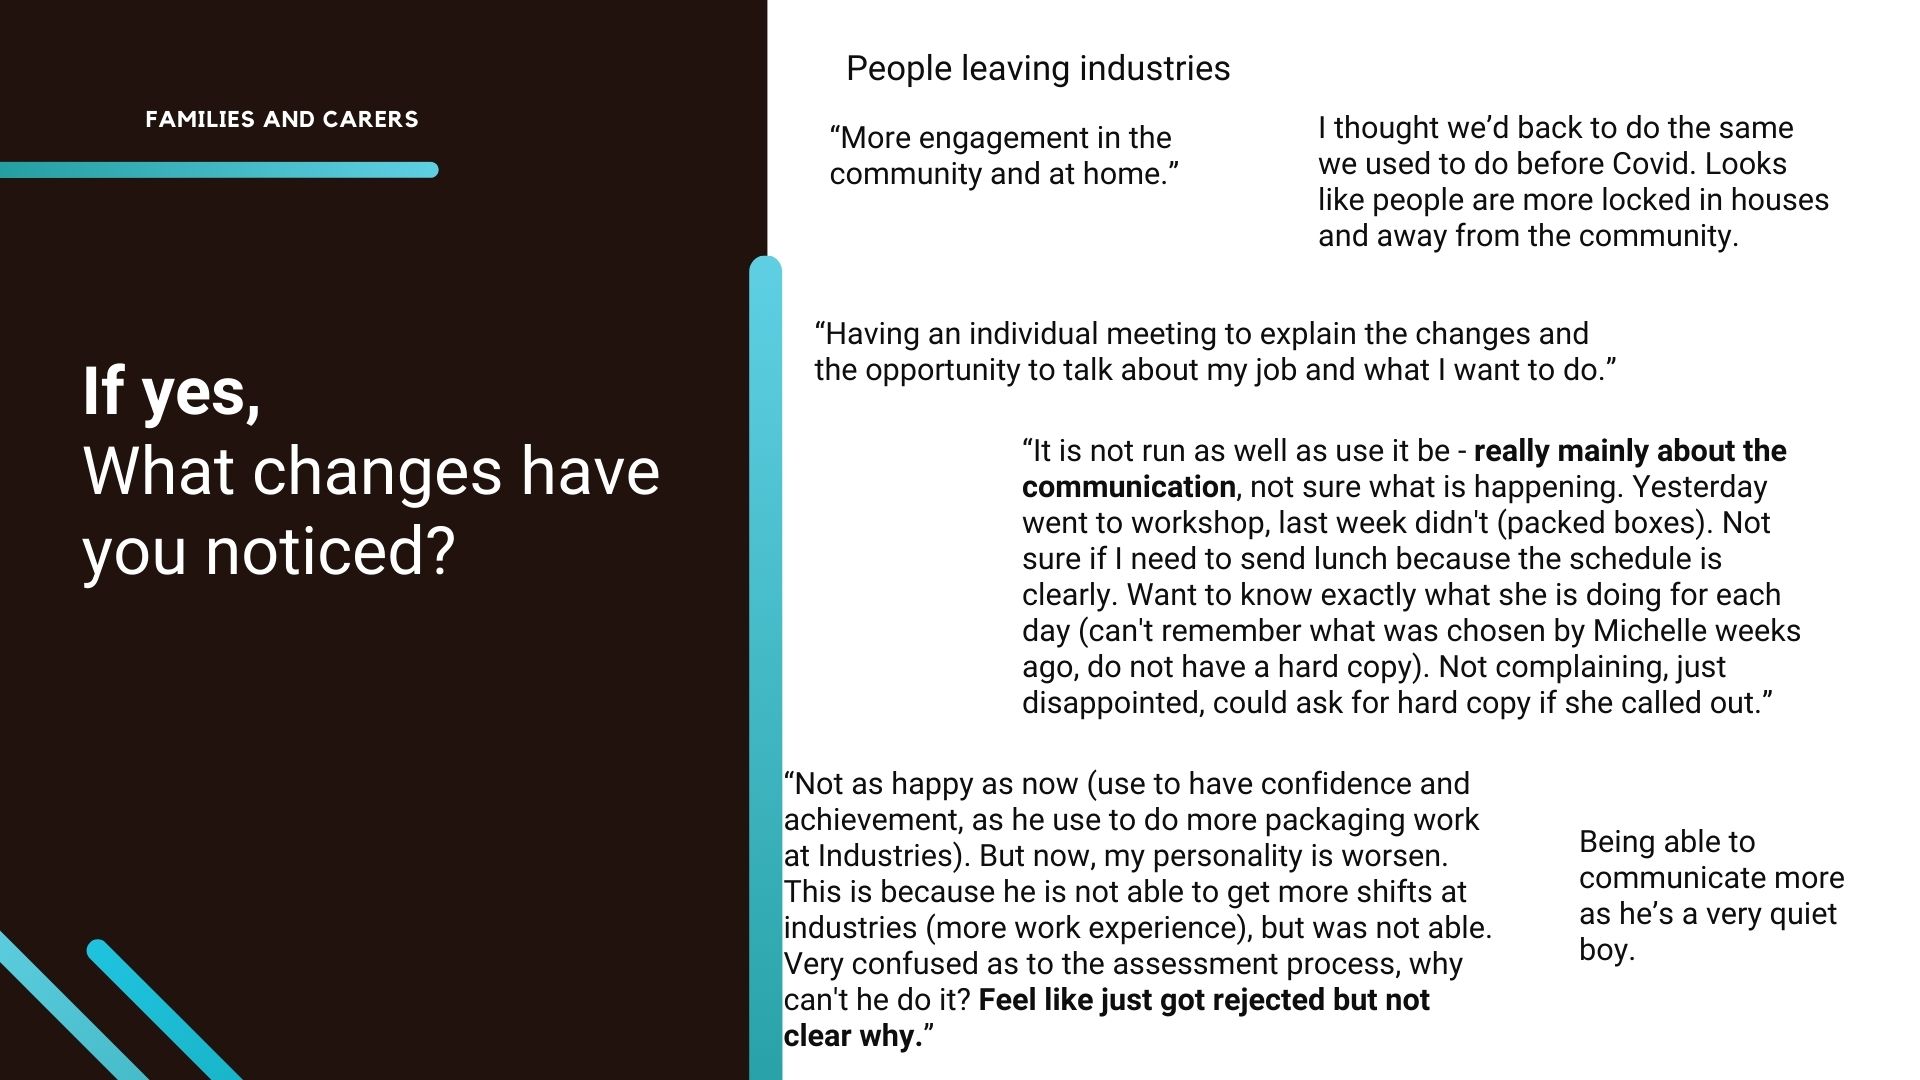 FAMILIES AND CARERS
If yes,
What changes have
you noticed?
People leaving industries
“More engagement in the
community and at home.”
I thought we’d back to do the same
we used to do before Covid. Looks
like people are more locked in houses
and away from the community.
“Having an individual meeting to explain the changes and
the opportunity to talk about my job and what I want to do.”
“It is not run as well as use it be - really mainly about the
communication, not sure what is happening. Yesterday
went to workshop, last week didn't (packed boxes). Not
sure if I need to send lunch because the schedule is
clearly. Want to know exactly what she is doing for each
day (can't remember what was chosen by Michelle weeks
ago, do not have a hard copy). Not complaining, just
disappointed, could ask for hard copy if she called out.”
“Not as happy as now (use to have confidence and
achievement, as he use to do more packaging work
at Industries). But now, my personality is worsen.
This is because he is not able to get more shifts at
industries (more work experience), but was not able.
Very confused as to the assessment process, why
can't he do it? Feel like just got rejected but not
clear why.”
Being able to
communicate more
as he’s a very quiet
boy.